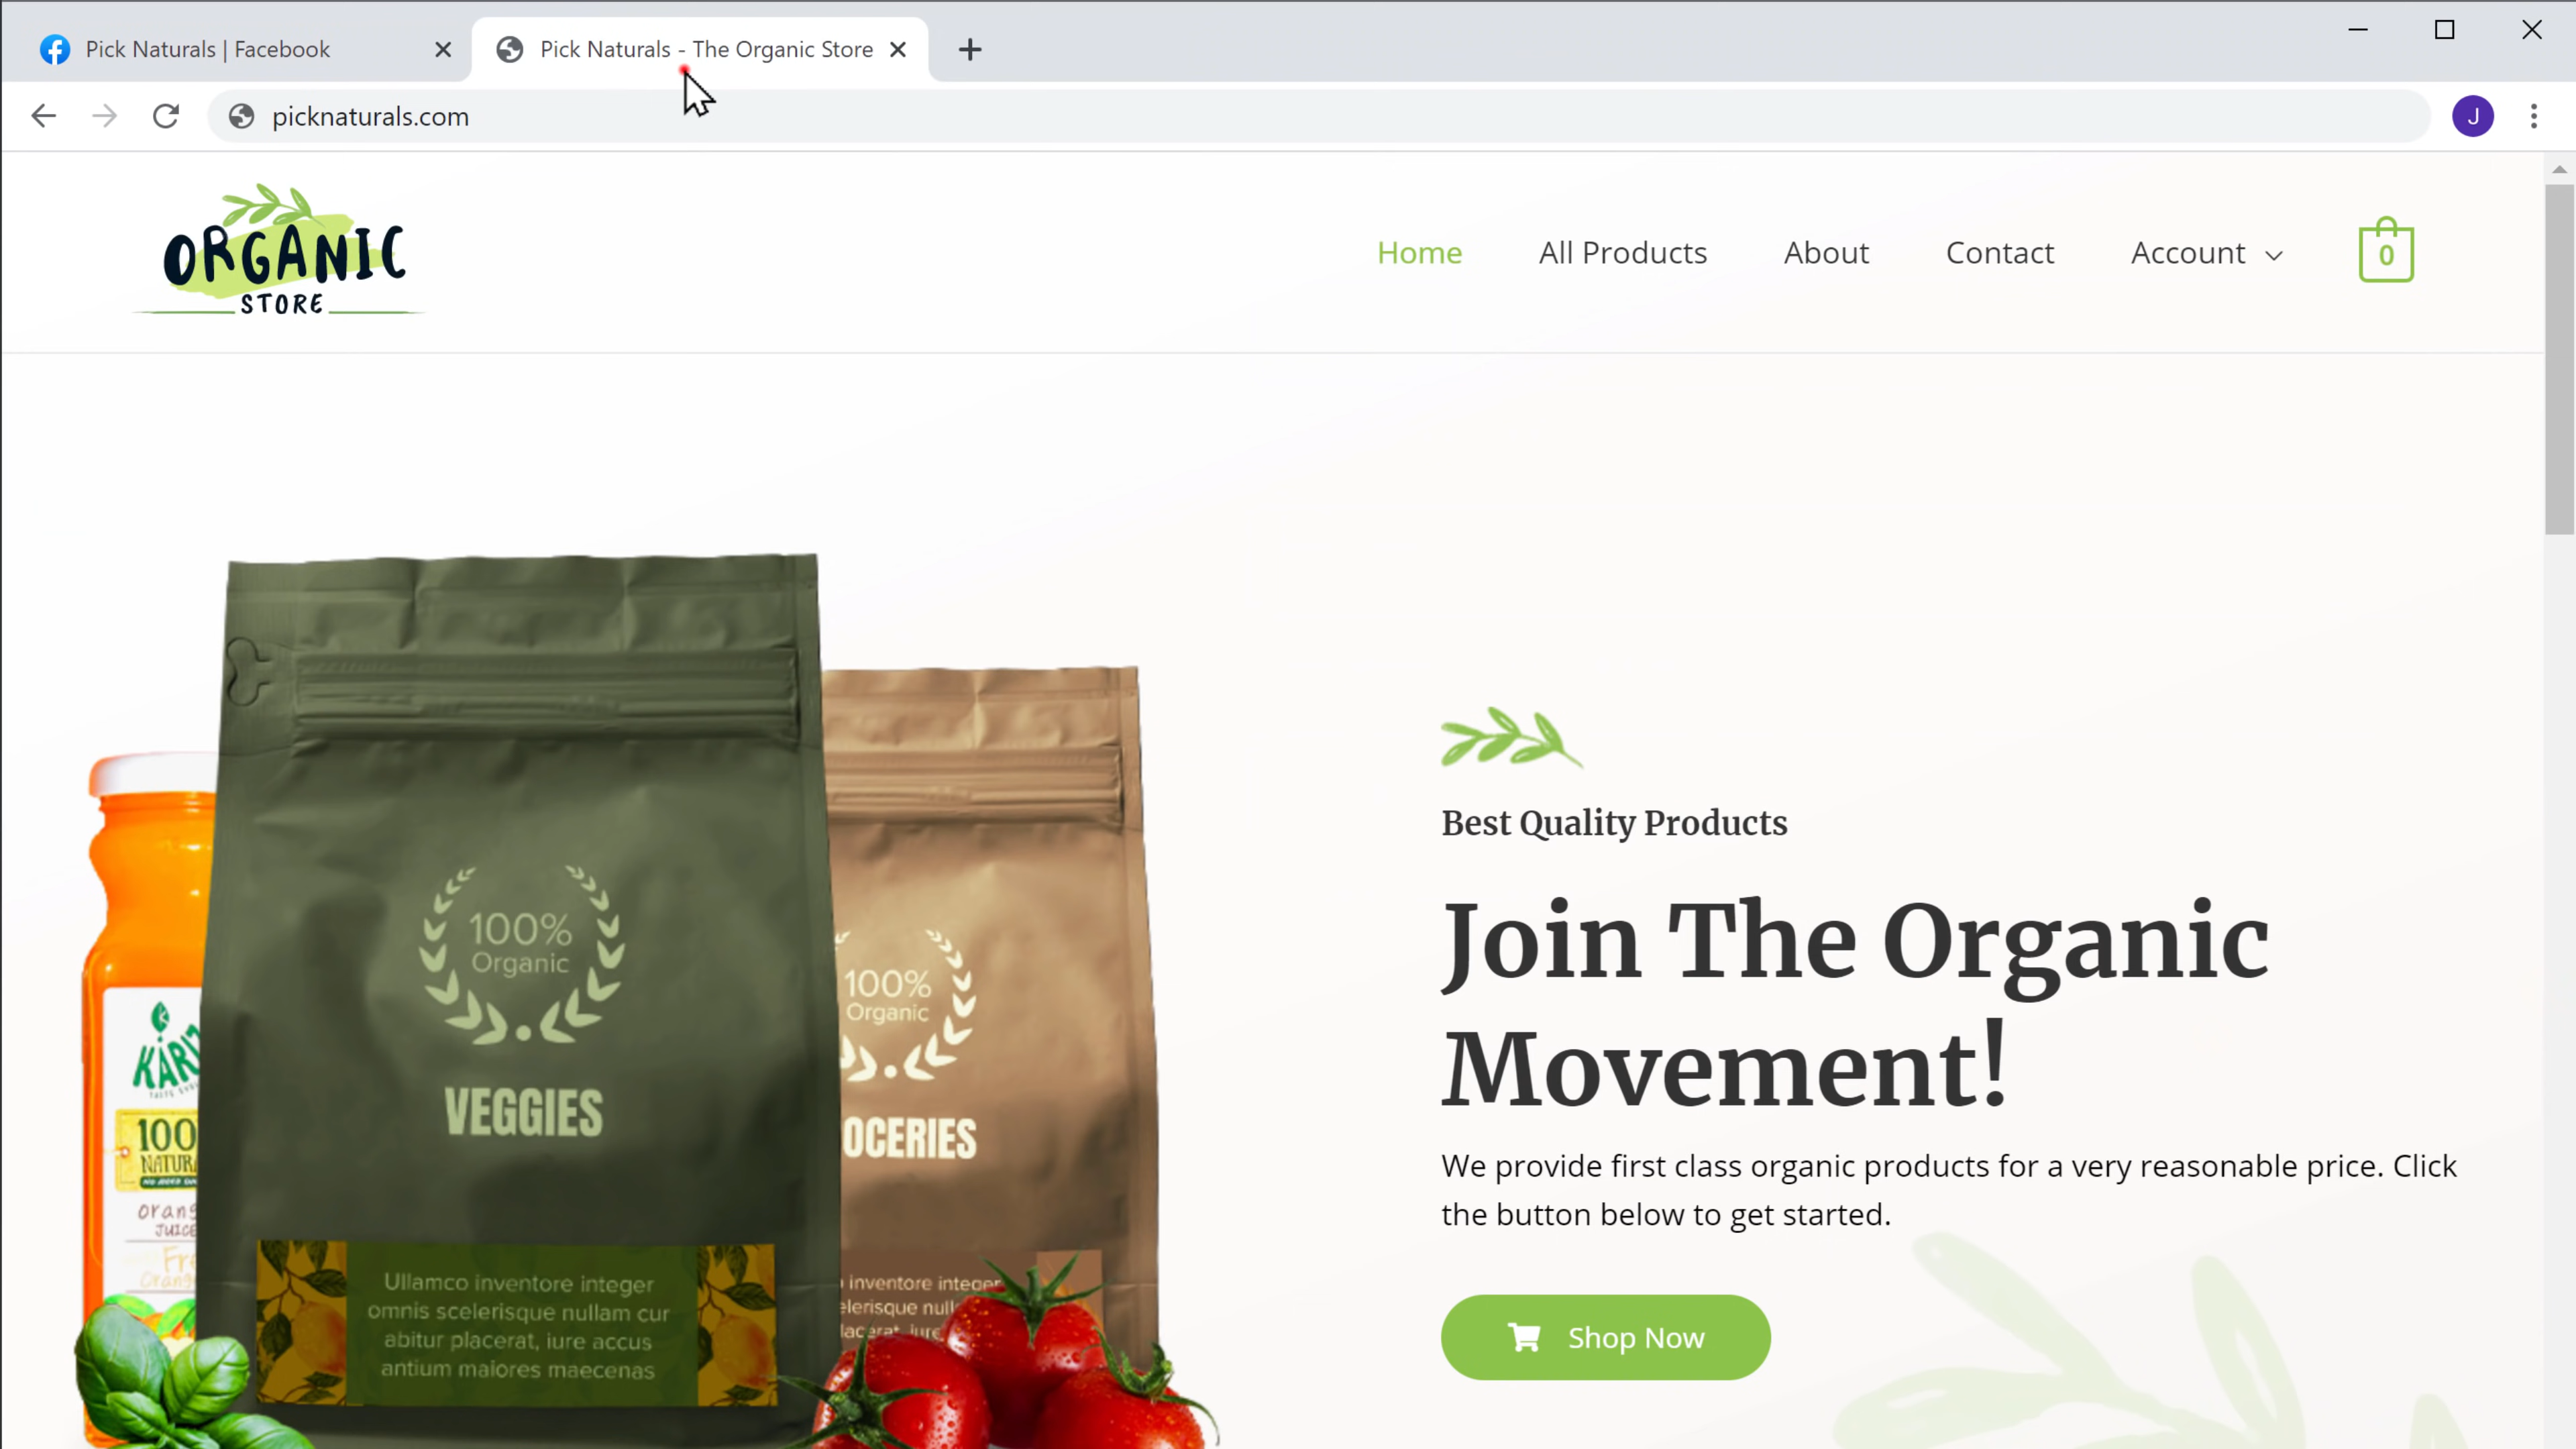 Pick Naturals | Facebook
Pick Naturals - The Organic Store
picknaturals.com
J
ORGANIC
STORE
Home
All Products
About
Contact
Account
0
100%
Organic
VEGGIES
Ullamco inventore integer
omnis scelerisque nullam cur
abitur placerat, iure accus
antium maiores maecenas
100%
Organic
OCERIES
inventore integer
elerisque null
100
NATUR
JUICE
Best Quality Products
Join The Organic
Movement!
We provide first class organic products for a very reasonable price. Click
the button below to get started.
Shop Now